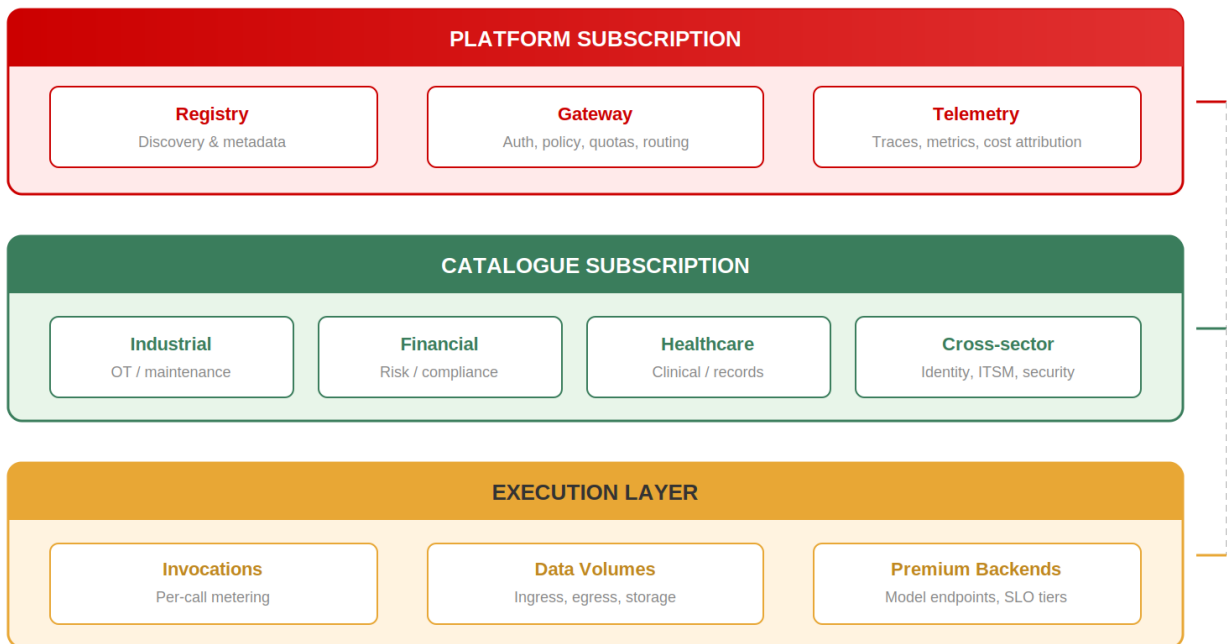 PLATFORM SUBSCRIPTION
Registry
Discovery & metadata
Gateway
Auth, policy, quotas, routing
Telemetry
Traces, metrics, cost attribution
CATALOGUE SUBSCRIPTION
Industrial
OT / maintenance
Financial
Risk / compliance
Healthcare
Clinical / records
Cross-sector
Identity, ITSM, security
EXECUTION LAYER
Invocations
Per-call metering
Data Volumes
Ingress, egress, storage
Premium Backends
Model endpoints, SLO tiers